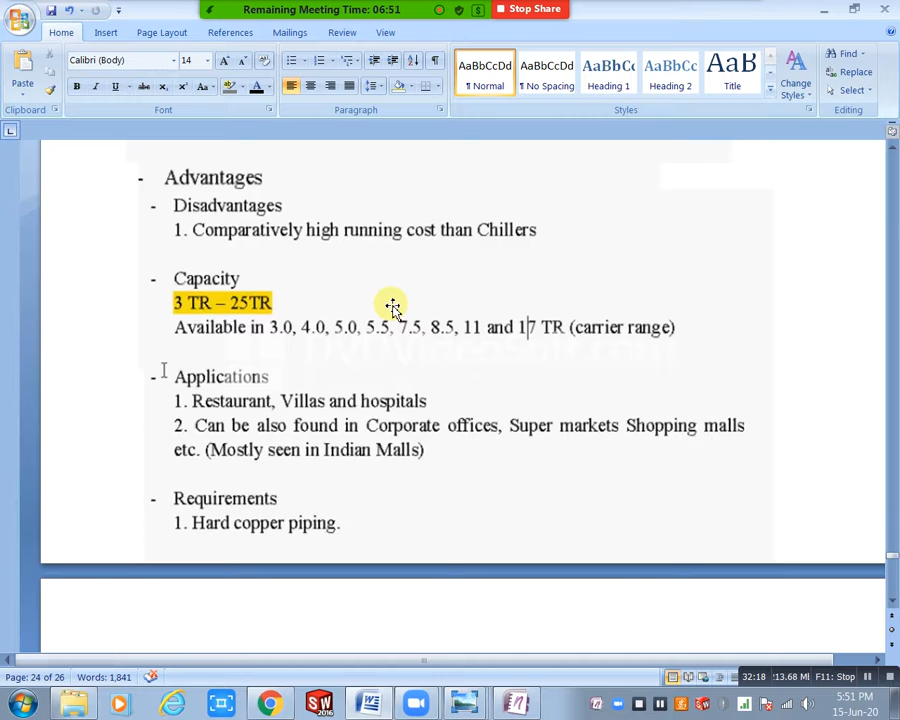 Remaining Meeting Time: 06:51
Stop Share
Home Insert Page Layout References Mailings Review View
Paste
Calibri (Body) 14
AaBbCcDd AaBbCcDd AaBbCc AaBbCc AaB
¶ Normal ¶ No Spacing Heading 1 Heading 2 Title
Change Styles
Find
Replace
Select
Clipboard Font Paragraph Styles Editing
- Advantages
- Disadvantages
1. Comparatively high running cost than Chillers
- Capacity
3 TR – 25TR
Available in 3.0, 4.0, 5.0, 5.5, 7.5, 8.5, 11 and 17 TR (carrier range)
DVDVideoSoft.com
- Applications
1. Restaurant, Villas and hospitals
2. Can be also found in Corporate offices, Super markets Shopping malls
etc. (Mostly seen in Indian Malls)
- Requirements
1. Hard copper piping.
Page: 24 of 26 Words: 1,841
32:18 F11: Stop
5:51 PM
15-Jun-20